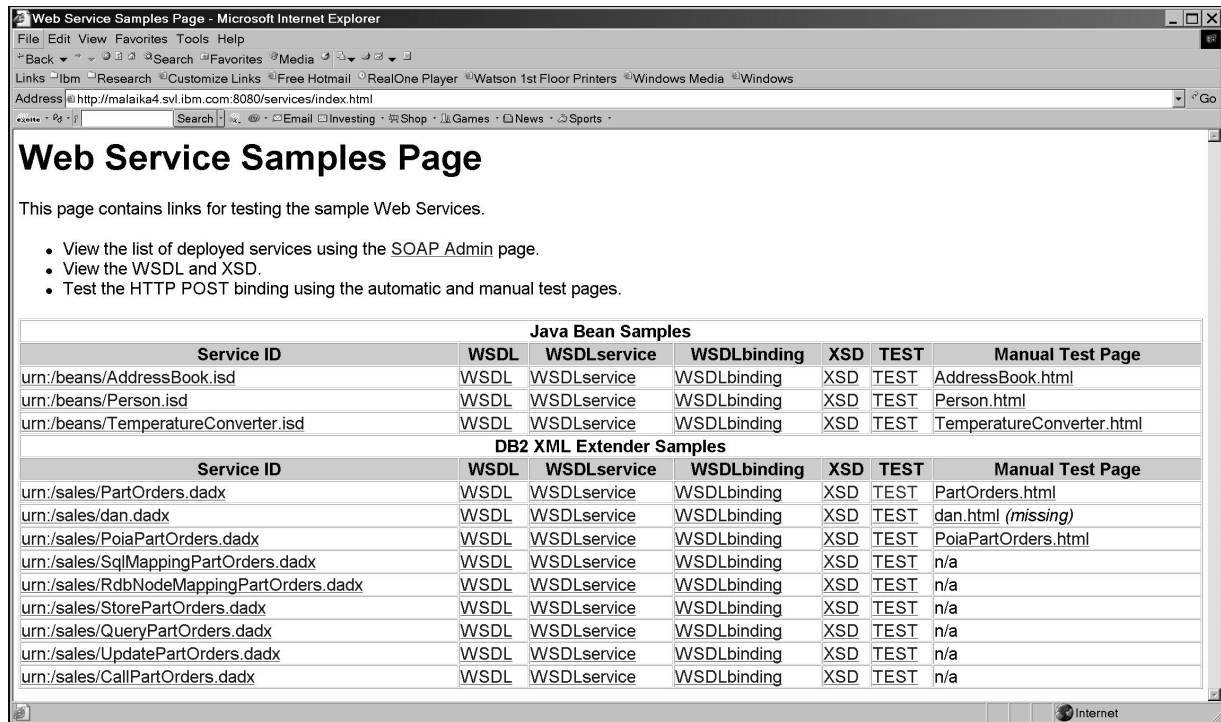 Web Service Samples Page - Microsoft Internet Explorer
File Edit View Favorites Tools Help
Back Search Favorites Media
Links Ibm Research Customize Links Free Hotmail RealOne Player Watson 1st Floor Printers Windows Media Windows
Address http://malaika4.svl.ibm.com:8080/services/index.html Go
excite Search Email Investing Shop Games News Sports
Web Service Samples Page
This page contains links for testing the sample Web Services.
• View the list of deployed services using the SOAP Admin page.
• View the WSDL and XSD.
• Test the HTTP POST binding using the automatic and manual test pages.
Java Bean Samples
Service ID WSDL WSDLservice WSDLbinding XSD TEST Manual Test Page
urn:/beans/AddressBook.isd WSDL WSDLservice WSDLbinding XSD TEST AddressBook.html
urn:/beans/Person.isd WSDL WSDLservice WSDLbinding XSD TEST Person.html
urn:/beans/TemperatureConverter.isd WSDL WSDLservice WSDLbinding XSD TEST TemperatureConverter.html
DB2 XML Extender Samples
Service ID WSDL WSDLservice WSDLbinding XSD TEST Manual Test Page
urn:/sales/PartOrders.dadx WSDL WSDLservice WSDLbinding XSD TEST PartOrders.html
urn:/sales/dan.dadx WSDL WSDLservice WSDLbinding XSD TEST dan.html (missing)
urn:/sales/PoiaPartOrders.dadx WSDL WSDLservice WSDLbinding XSD TEST PoiaPartOrders.html
urn:/sales/SqlMappingPartOrders.dadx WSDL WSDLservice WSDLbinding XSD TEST n/a
urn:/sales/RdbNodeMappingPartOrders.dadx WSDL WSDLservice WSDLbinding XSD TEST n/a
urn:/sales/StorePartOrders.dadx WSDL WSDLservice WSDLbinding XSD TEST n/a
urn:/sales/QueryPartOrders.dadx WSDL WSDLservice WSDLbinding XSD TEST n/a
urn:/sales/UpdatePartOrders.dadx WSDL WSDLservice WSDLbinding XSD TEST n/a
urn:/sales/CallPartOrders.dadx WSDL WSDLservice WSDLbinding XSD TEST n/a
Internet